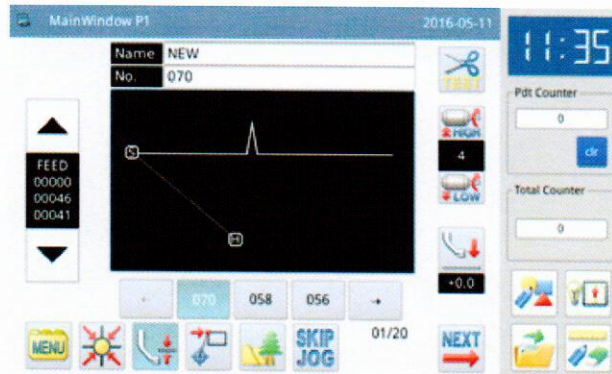 MainWindow P1
2016-05-11
11:35
Name NEW
No. 070
FEED
00000
00046
00041
S
H
TEST
HIGH
4
LOW
+0.0
Pdt Counter
0
clr
Total Counter
0
← 070 058 056 →
MENU
SKIP
JOG
01/20
NEXT